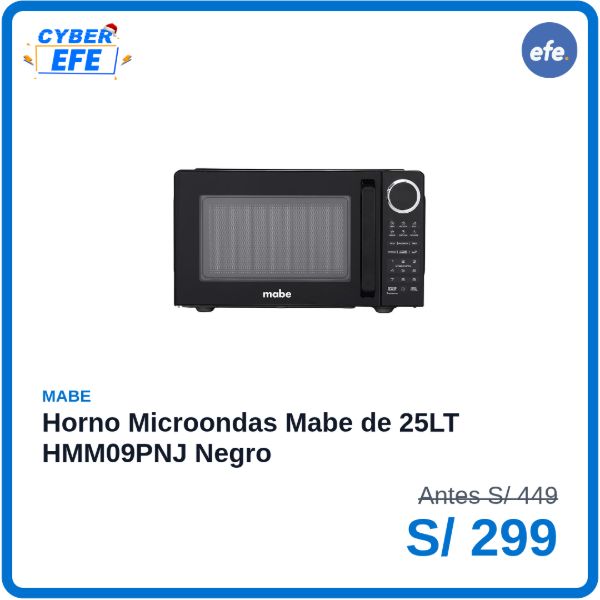 CYBER
EFE
efe.
mabe
MABE
Horno Microondas Mabe de 25LT
HMM09PNJ Negro
Antes S/ 449
S/ 299